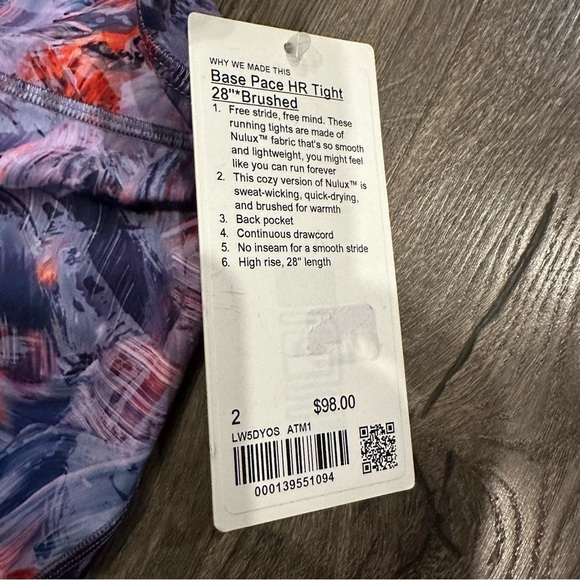 WHY WE MADE THIS
Base Pace HR Tight
28"*Brushed
1. Free stride, free mind. These
running tights are made of
Nulux™ fabric that's so smooth
and lightweight, you might feel
like you can run forever
2. This cozy version of Nulux™ is
sweat-wicking, quick-drying,
and brushed for warmth
3. Back pocket
4. Continuous drawcord
5. No inseam for a smooth stride
6. High rise, 28" length
2 $98.00
LW5DYOS ATM1
000139551094